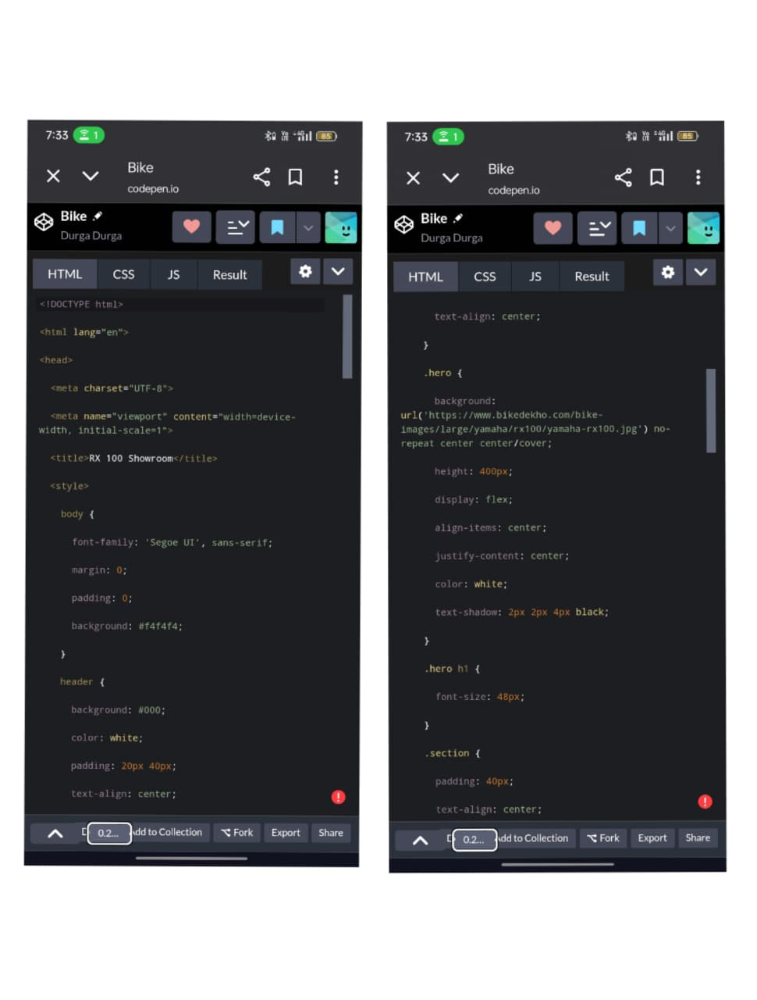 7:33 1 85
Bike
codepen.io
Bike
Durga Durga
HTML CSS JS Result
<!DOCTYPE html>
<html lang="en">
<head>
<meta charset="UTF-8">
<meta name="viewport" content="width=device-
width, initial-scale=1">
<title>RX 100 Showroom</title>
<style>
body {
font-family: 'Segoe UI', sans-serif;
margin: 0;
padding: 0;
background: #f4f4f4;
}
header {
background: #000;
color: white;
padding: 20px 40px;
text-align: center;
0.2... Add to Collection Fork Export Share
7:33 1 85
Bike
codepen.io
Bike
Durga Durga
HTML CSS JS Result
text-align: center;
}
.hero {
background:
url('https://www.bikedekho.com/bike-
images/large/yamaha/rx100/yamaha-rx100.jpg') no-
repeat center center/cover;
height: 400px;
display: flex;
align-items: center;
justify-content: center;
color: white;
text-shadow: 2px 2px 4px black;
}
.hero h1 {
font-size: 48px;
}
.section {
padding: 40px;
text-align: center;
0.2... Add to Collection Fork Export Share